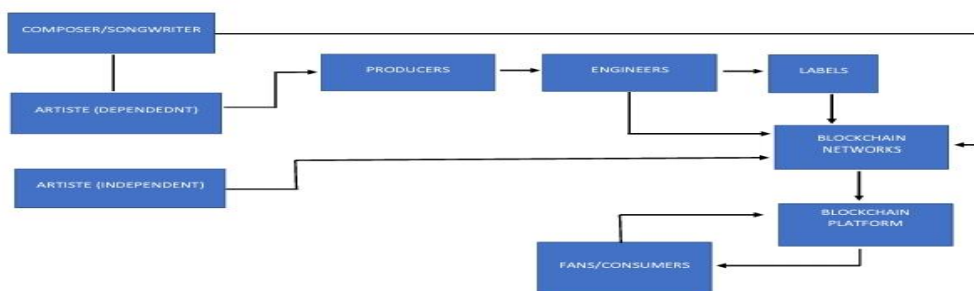 COMPOSER/SONGWRITER
PRODUCERS
ENGINEERS
LABELS
ARTISTE (DEPENDEDNT)
BLOCKCHAIN
NETWORKS
ARTISTE (INDEPENDENT)
BLOCKCHAIN
PLATFORM
FANS/CONSUMERS